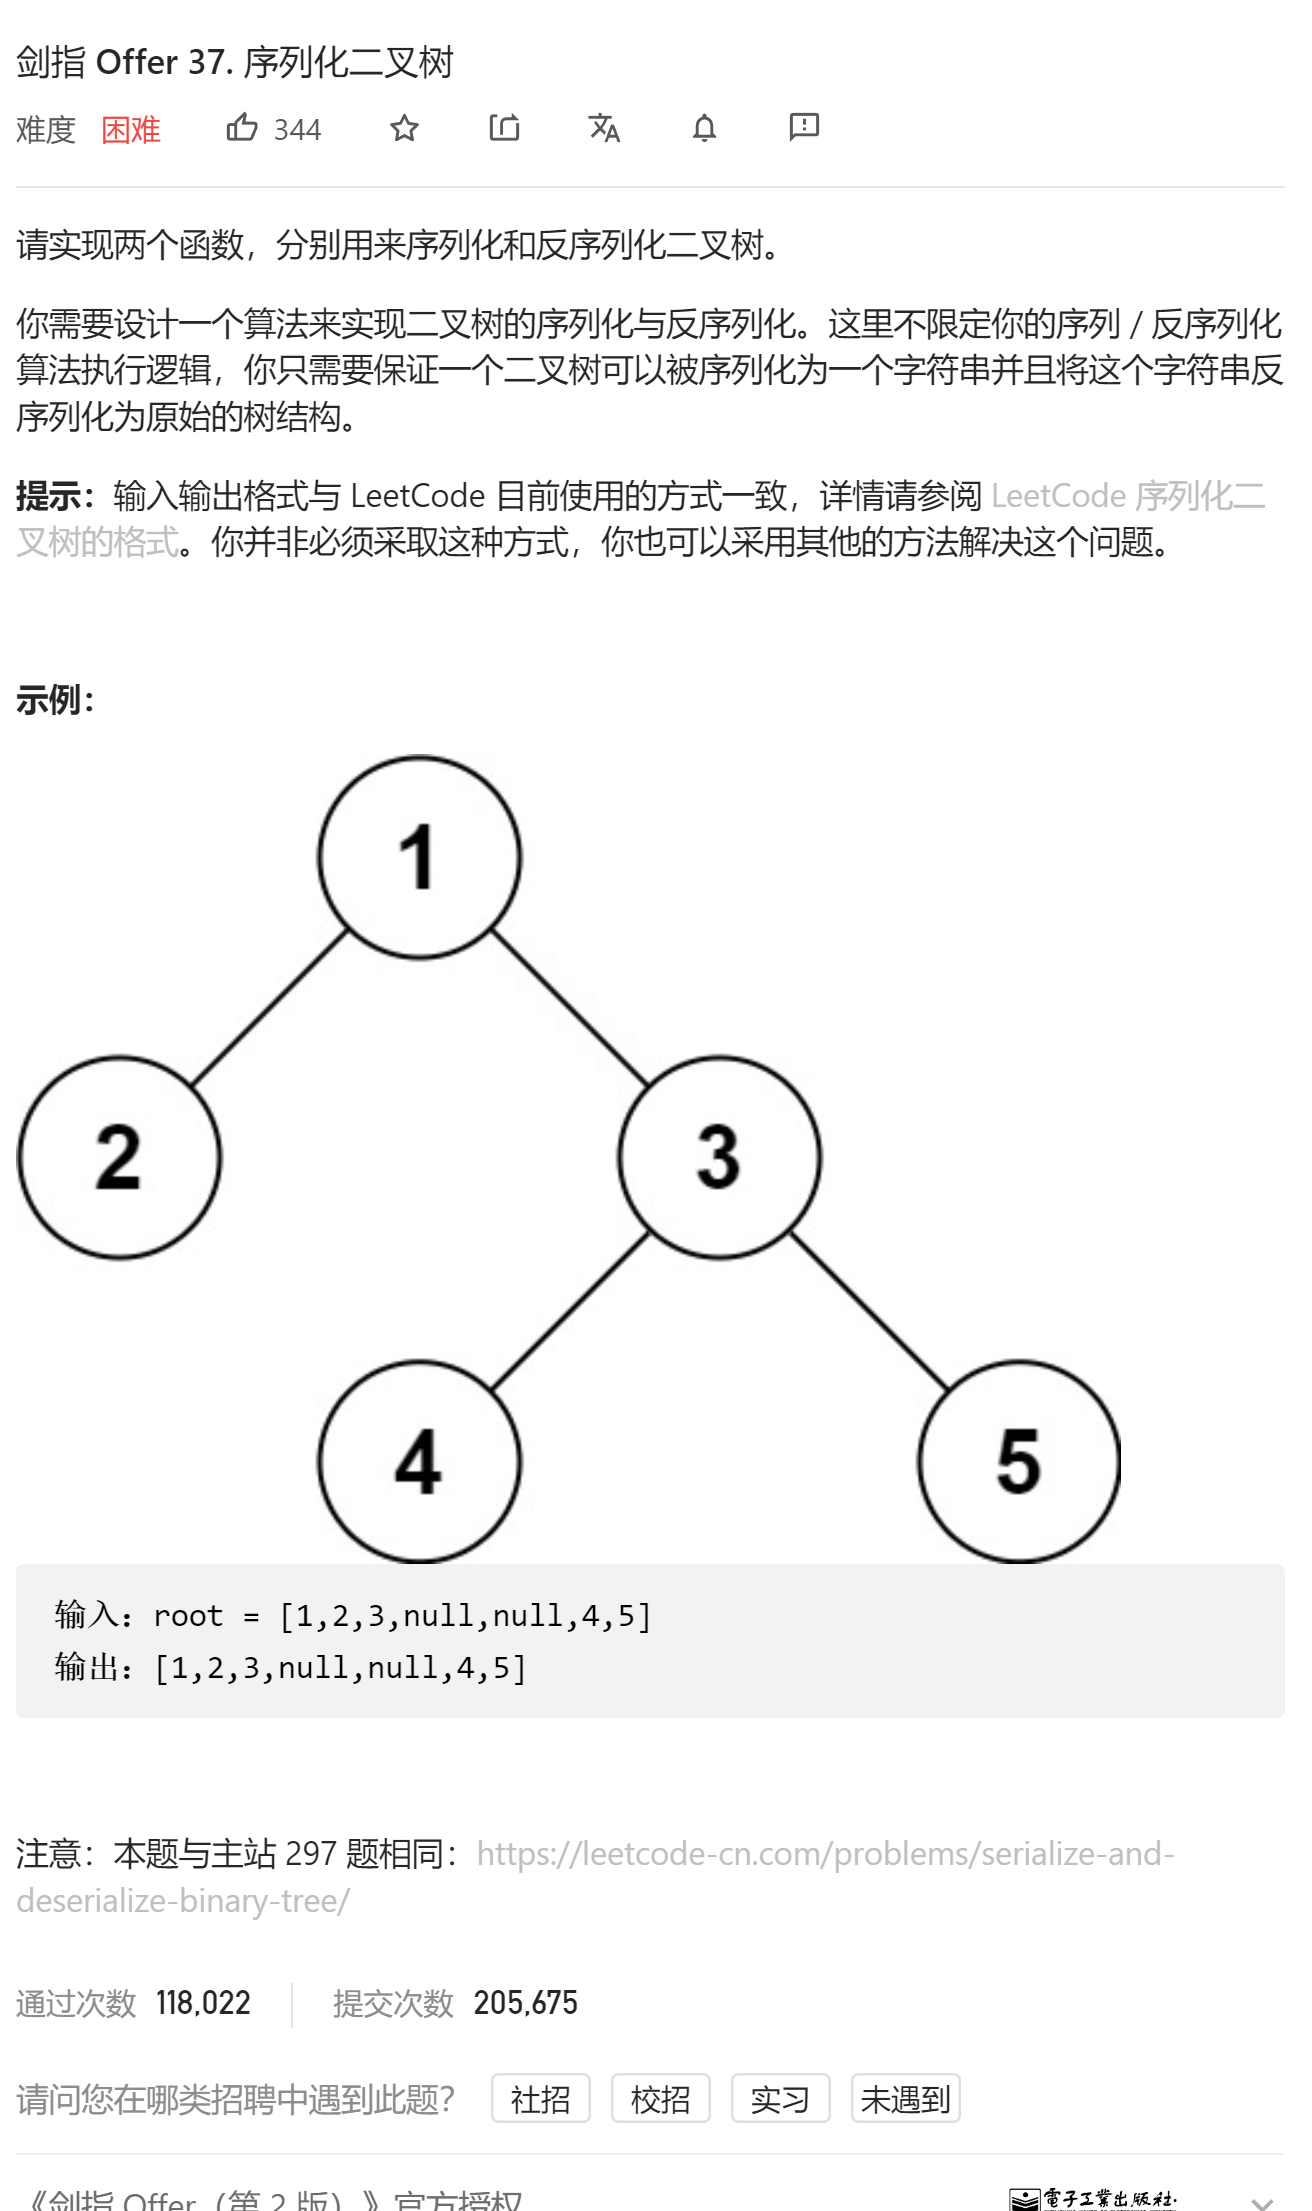 剑指 Offer 37. 序列化二叉树
难度 困难 344
请实现两个函数，分别用来序列化和反序列化二叉树。
你需要设计一个算法来实现二叉树的序列化与反序列化。这里不限定你的序列 / 反序列化
算法执行逻辑，你只需要保证一个二叉树可以被序列化为一个字符串并且将这个字符串反
序列化为原始的树结构。
提示：输入输出格式与 LeetCode 目前使用的方式一致，详情请参阅 LeetCode 序列化二
叉树的格式。你并非必须采取这种方式，你也可以采用其他的方法解决这个问题。
示例：
1
2 3
4 5
输入：root = [1,2,3,null,null,4,5]
输出：[1,2,3,null,null,4,5]
注意：本题与主站 297 题相同：https://leetcode-cn.com/problems/serialize-and-
deserialize-binary-tree/
通过次数 118,022 提交次数 205,675
请问您在哪类招聘中遇到此题？ 社招 校招 实习 未遇到
《剑指 Offer（第 2 版）》官方授权 電子工業出版社